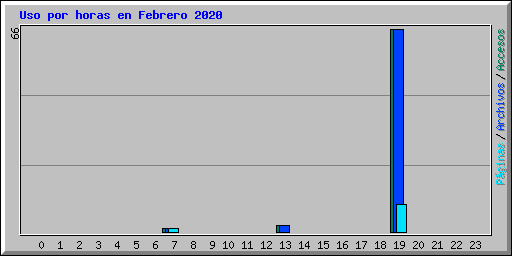 Uso por horas en Febrero 2020
66
Páginas / Archivos / Accesos
0 1 2 3 4 5 6 7 8 9 10 11 12 13 14 15 16 17 18 19 20 21 22 23